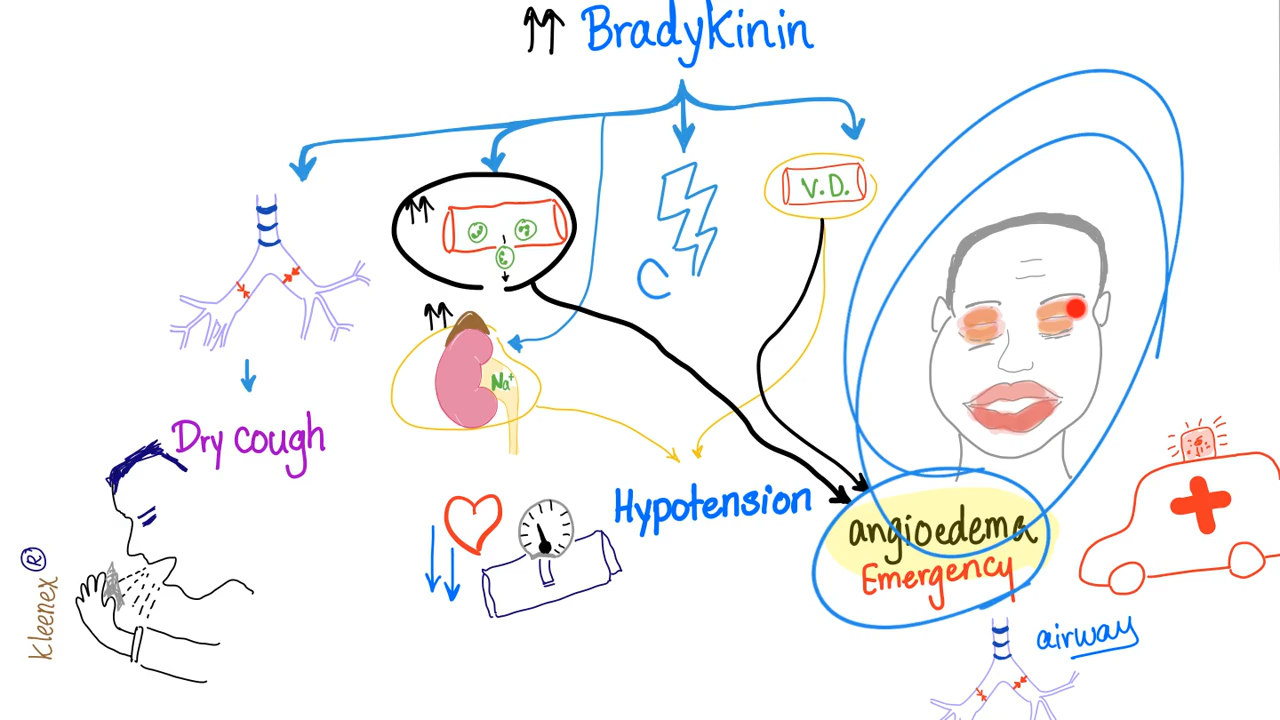 Bradykinin
V.D.
C
Na⁺
Dry cough
Hypotension
angioedema
Emergency
airway
Kleenex ®